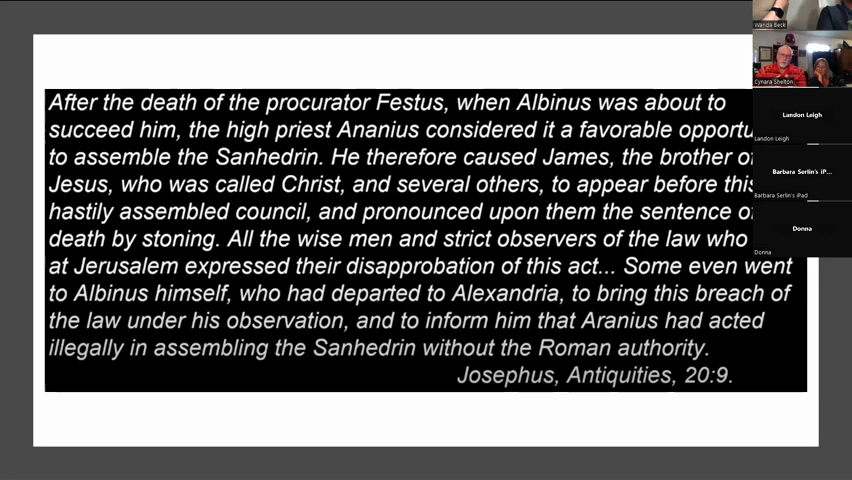 After the death of the procurator Festus, when Albinus was about to
succeed him, the high priest Ananius considered it a favorable
to assemble the Sanhedrin. He therefore caused James, the brother
Jesus, who was called Christ, and several others, to appear before this
hastily assembled council, and pronounced upon them the sentence
death by stoning. All the wise men and strict observers of the law who
at Jerusalem expressed their disapprobation of this act... Some even went
to Albinus himself, who had departed to Alexandria, to bring this breach of
the law under his observation, and to inform him that Aranius had acted
illegally in assembling the Sanhedrin without the Roman authority.
Josephus, Antiquities, 20:9.
Wanda Beck
Cynara Shelton
Landon Leigh
Landon Leigh
Barbara Serlin's iP...
Barbara Serlin's iPad
Donna
Donna